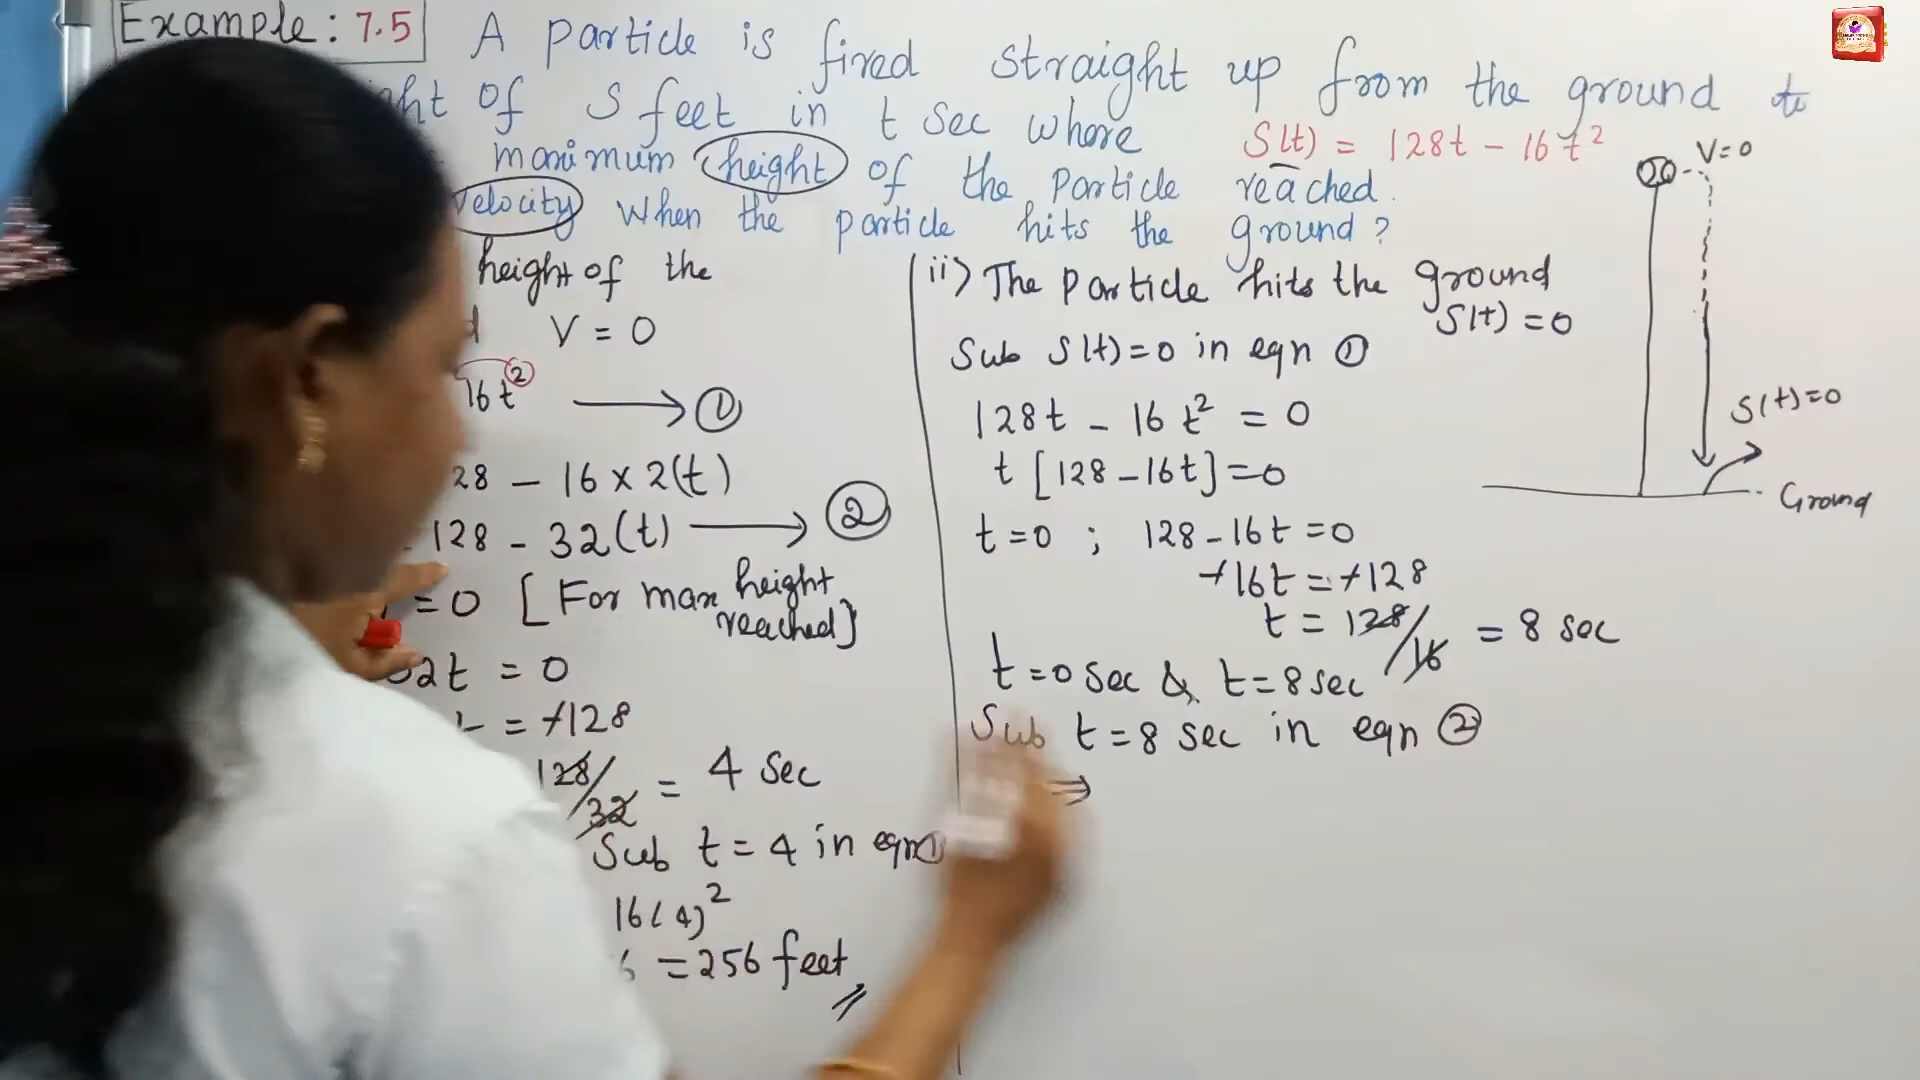 Example: 7.5 A particle is fired straight up from the ground to
ht of s feet in t sec where S(t) = 128t - 16t²
maximum height of the particle reached.
velocity when the particle hits the ground?
height of the
V = 0
16t² → ①
28 - 16 × 2(t)
128 - 32(t) → ②
= 0 [For max height
reached]
2t = 0
= +128
128/32 = 4 sec
Sub t = 4 in eqn ①
16(4)²
6 = 256 feet
ii) The particle hits the ground
S(t) = 0
Sub S(t) = 0 in eqn ①
128t - 16t² = 0
t [128 - 16t] = 0
t = 0 ; 128 - 16t = 0
+16t = +128
t = 128/16 = 8 sec
t = 0 sec & t = 8 sec
Sub t = 8 sec in eqn ②
⇒
V = 0
S(t) = 0
Ground